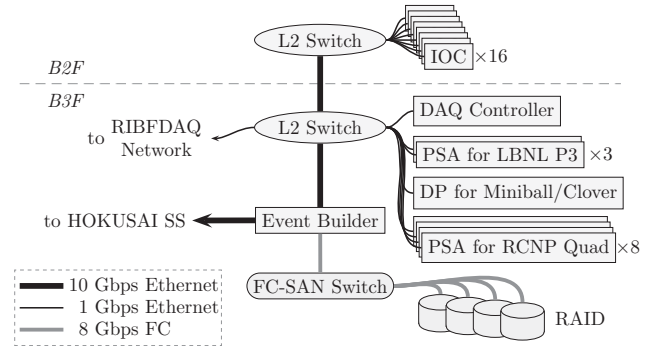 L2 Switch
IOC ×16
B2F
B3F
DAQ Controller
to RIBFDAQ
Network
L2 Switch
PSA for LBNL P3 ×3
DP for Miniball/Clover
to HOKUSAI SS
Event Builder
PSA for RCNP Quad ×8
10 Gbps Ethernet
1 Gbps Ethernet
8 Gbps FC
FC-SAN Switch
RAID